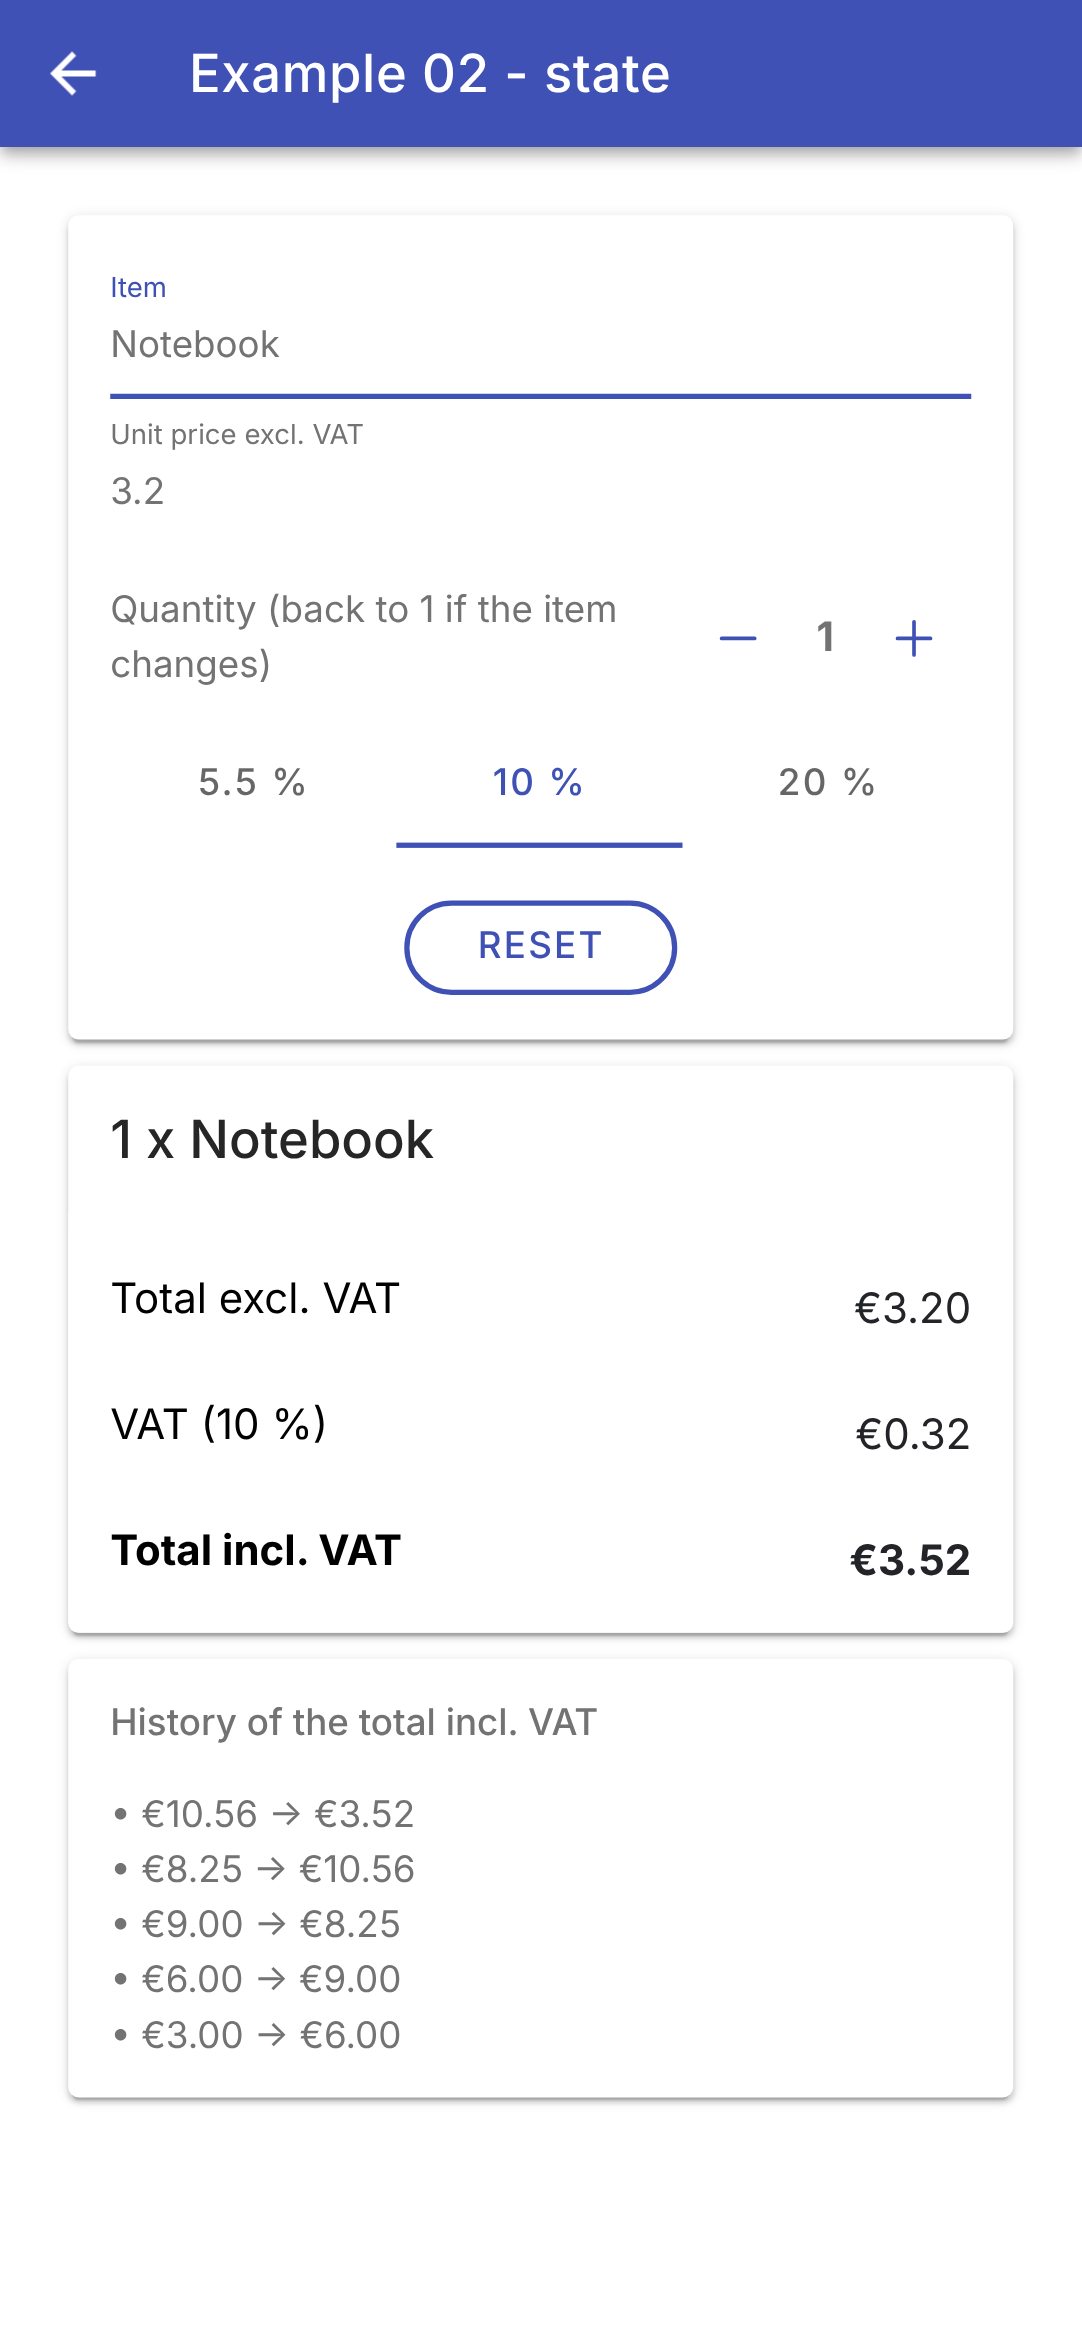 Example 02 - state
Item
Notebook
Unit price excl. VAT
3.2
Quantity (back to 1 if the item
changes)
1
5.5 % 10 % 20 %
RESET
1 x Notebook
Total excl. VAT €3.20
VAT (10 %) €0.32
Total incl. VAT €3.52
History of the total incl. VAT
• €10.56 → €3.52
• €8.25 → €10.56
• €9.00 → €8.25
• €6.00 → €9.00
• €3.00 → €6.00